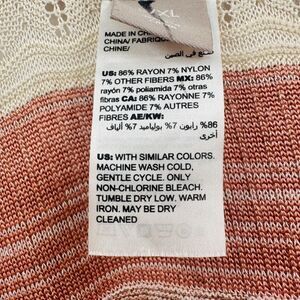 XL
MADE IN CHINA
CHINA/ FABRIQUÉ
CHINE/
صنع في الصين
US: 86% RAYON 7% NYLON
7% OTHER FIBERS MX: 86%
rayón 7% poliamida 7% otras
fibras CA: 86% RAYONNE 7%
POLYAMIDE 7% AUTRES
FIBRES AE/KW:
86% رايون 7% بولياميد 7% ألياف
أخرى
US: WITH SIMILAR COLORS.
MACHINE WASH COLD,
GENTLE CYCLE. ONLY
NON-CHLORINE BLEACH.
TUMBLE DRY LOW. WARM
IRON. MAY BE DRY
CLEANED